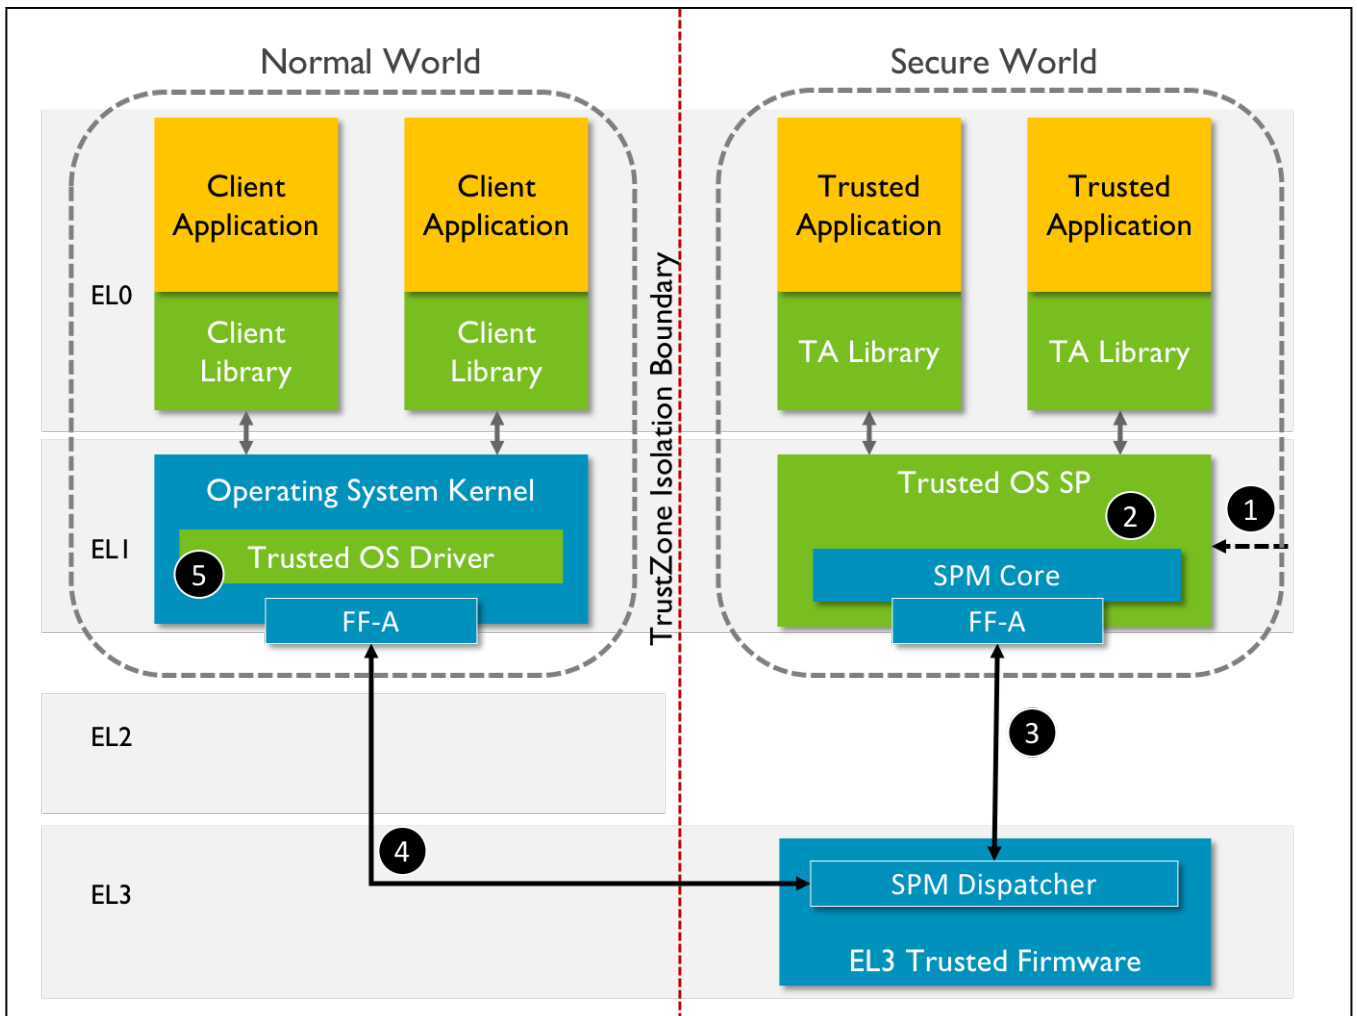 Normal World
Secure World
Client
Application
Client
Application
Trusted
Application
Trusted
Application
EL0
Client
Library
Client
Library
TA Library
TA Library
TrustZone Isolation Boundary
EL1
Operating System Kernel
Trusted OS Driver
5
FF-A
Trusted OS SP
2
1
SPM Core
FF-A
EL2
3
4
EL3
SPM Dispatcher
EL3 Trusted Firmware